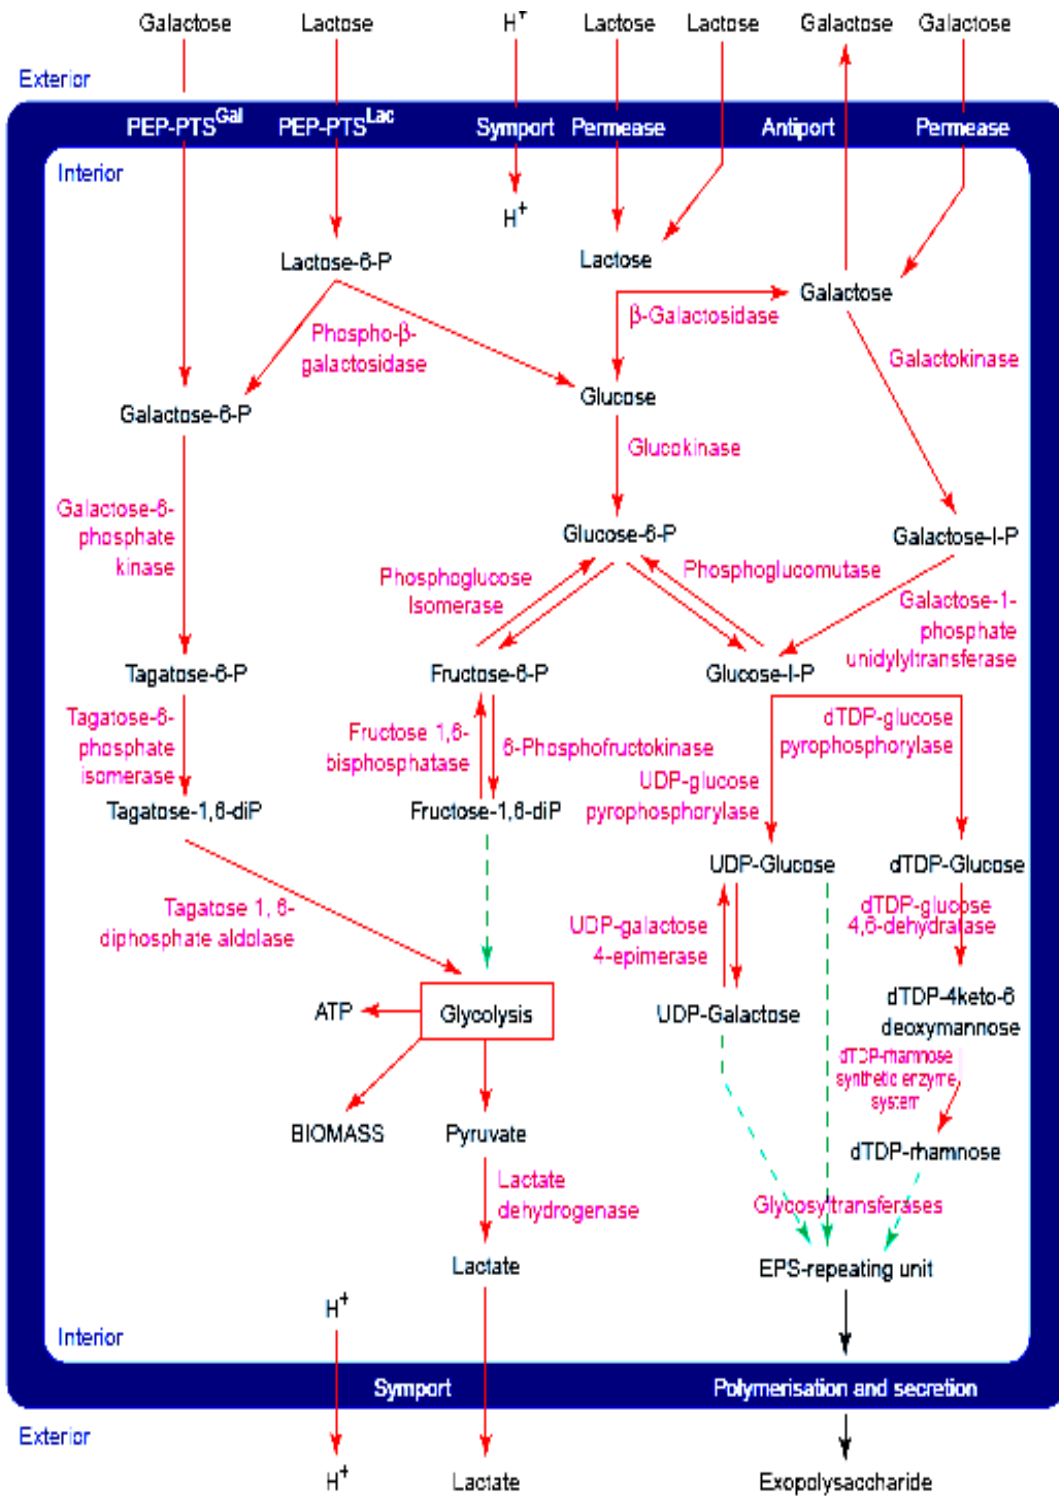 Galactose Lactose H+ Lactose Lactose Galactose Galactose
Exterior
PEP-PTSGal PEP-PTSLac Symport Permease Antiport Permease
Interior
H+
Lactose-6-P Lactose Galactose
β-Galactosidase
Phospho-β-
galactosidase
Galactokinase
Galactose-6-P Glucose
Glucokinase
Galactose-6-
phosphate
kinase
Glucose-6-P Galactose-I-P
Phosphoglucose
Isomerase
Phosphoglucomutase
Galactose-1-
phosphate
unidylyltransferase
Tagatose-6-P Fructose-6-P Glucose-I-P
Tagatose-6-
phosphate
isomerase
Fructose 1,6-
bisphosphatase
6-Phosphofructokinase
dTDP-glucose
pyrophosphorylase
UDP-glucose
pyrophosphorylase
Tagatose-1,6-diP Fructose-1,6-diP
UDP-Glucose dTDP-Glucose
Tagatose 1, 6-
diphosphate aldolase
UDP-galactose
4-epimerase
dTDP-glucose
4,6-dehydratase
ATP Glycolysis UDP-Galactose
dTDP-4keto-6
deoxymannose
dTDP-rhamnose
synthetic enzyme
system
BIOMASS Pyruvate dTDP-rhamnose
Lactate
dehydrogenase
Glycosyltransferases
Lactate EPS-repeating unit
H+
Interior
Symport Polymerisation and secretion
Exterior
H+ Lactate Exopolysaccharide